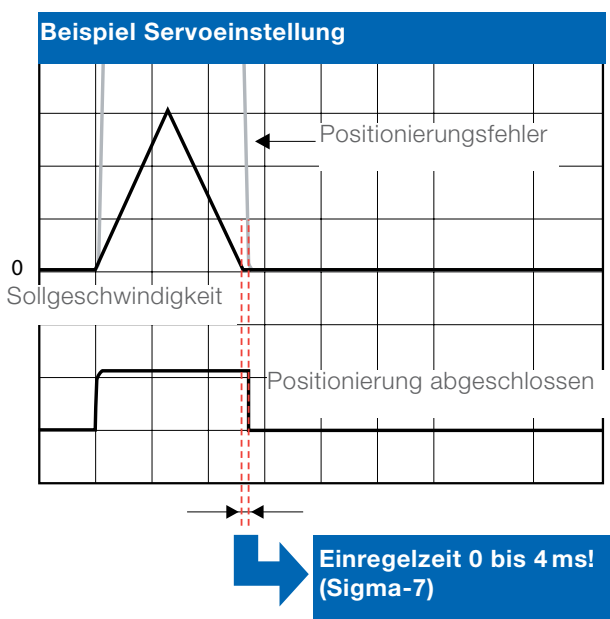 Beispiel Servoeinstellung
Positionierungsfehler
0
Sollgeschwindigkeit
Positionierung abgeschlossen
Einregelzeit 0 bis 4 ms!
(Sigma-7)